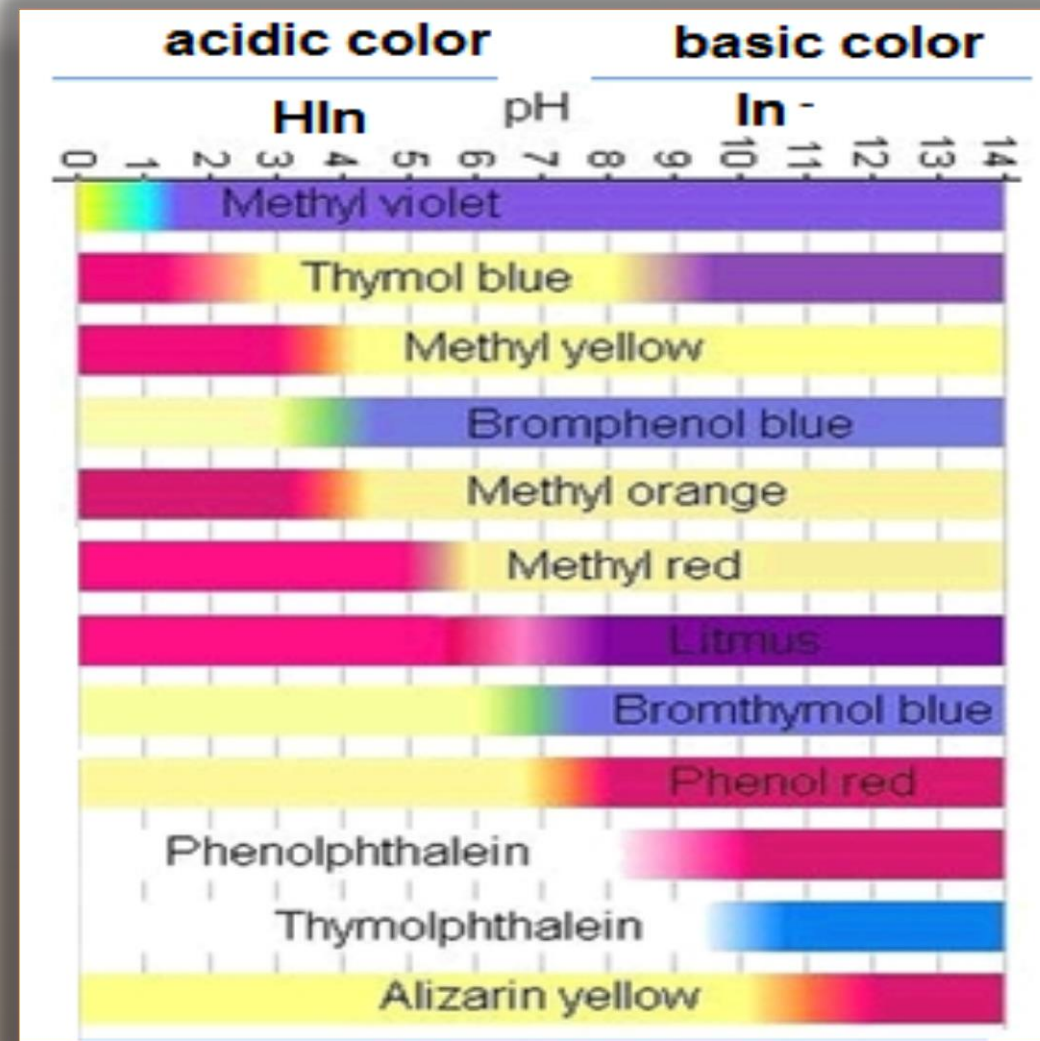 acidic color basic color
HIn pH In -
0 1 2 3 4 5 6 7 8 9 10 11 12 13 14
Methyl violet
Thymol blue
Methyl yellow
Bromphenol blue
Methyl orange
Methyl red
Litmus
Bromthymol blue
Phenol red
Phenolphthalein
Thymolphthalein
Alizarin yellow